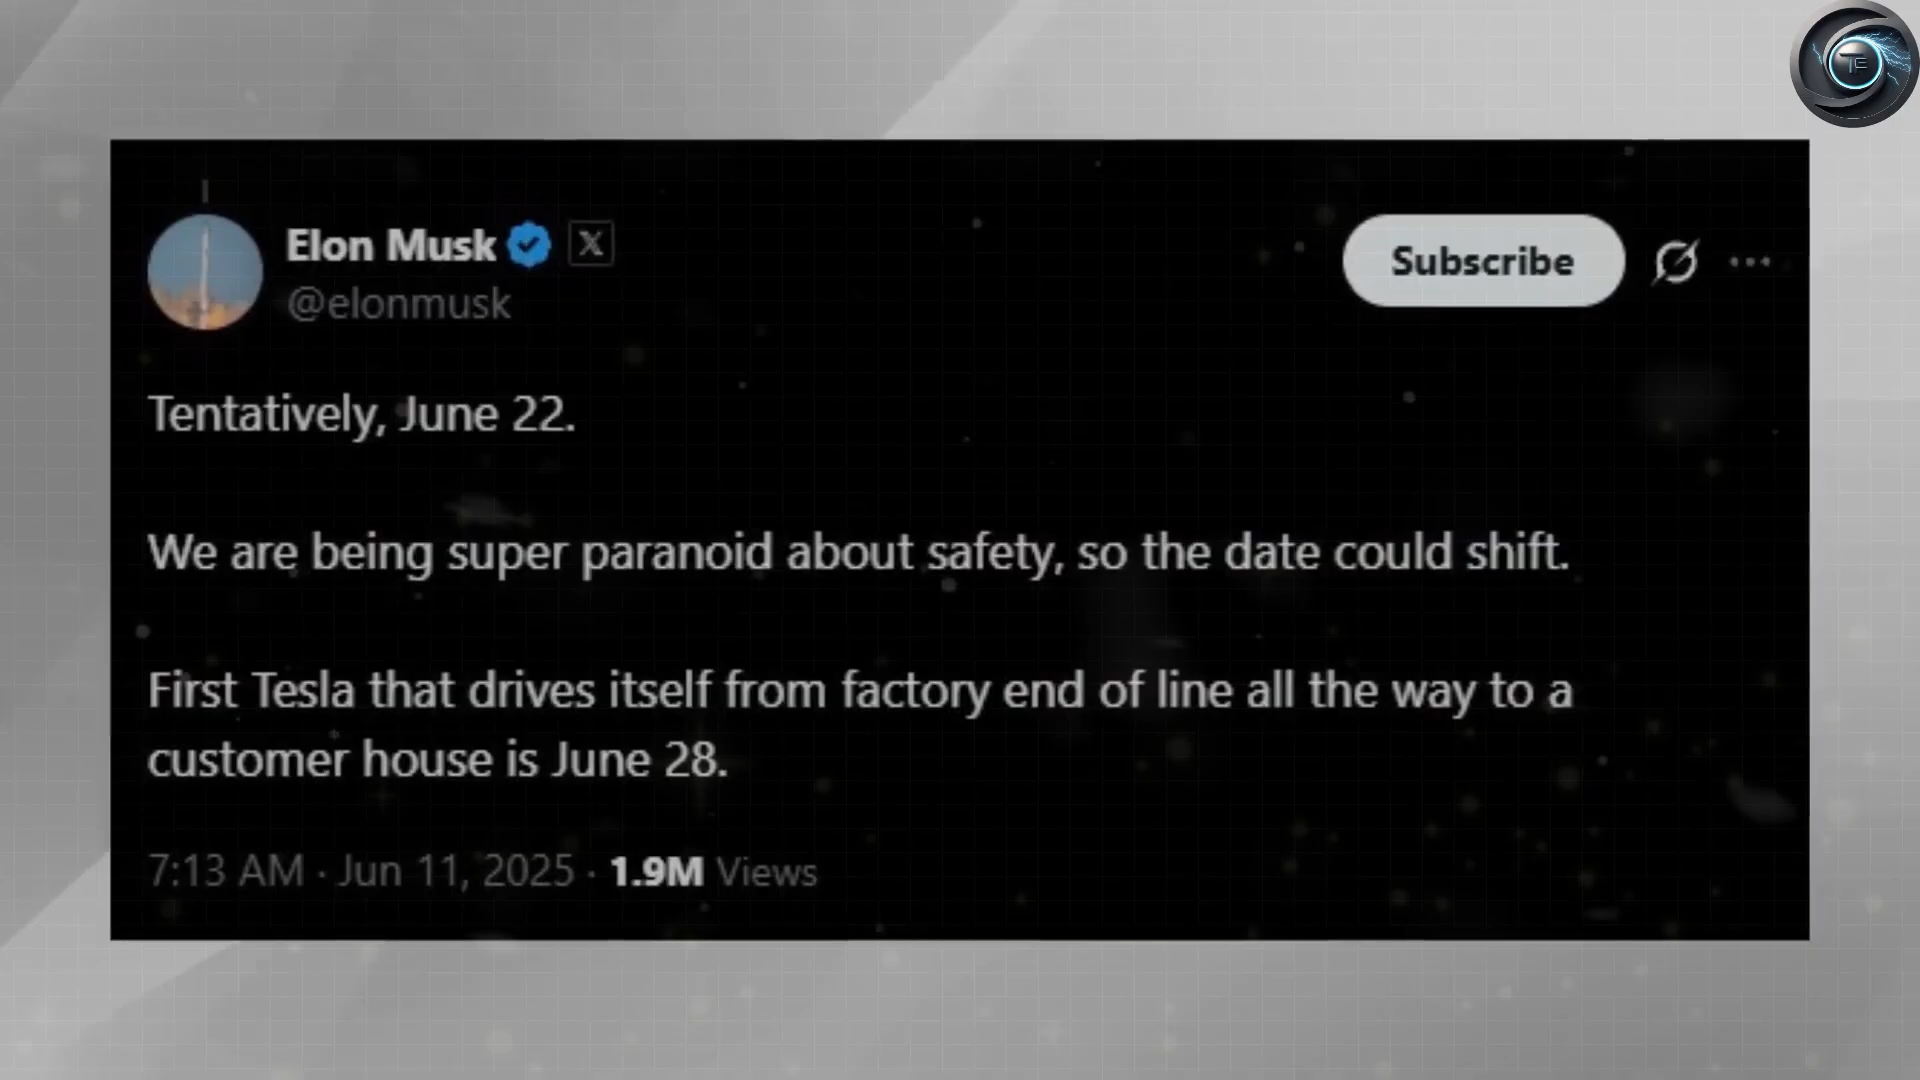 TE
Elon Musk X
@elonmusk
Subscribe
Tentatively, June 22.
We are being super paranoid about safety, so the date could shift.
First Tesla that drives itself from factory end of line all the way to a
customer house is June 28.
7:13 AM · Jun 11, 2025 · 1.9M Views